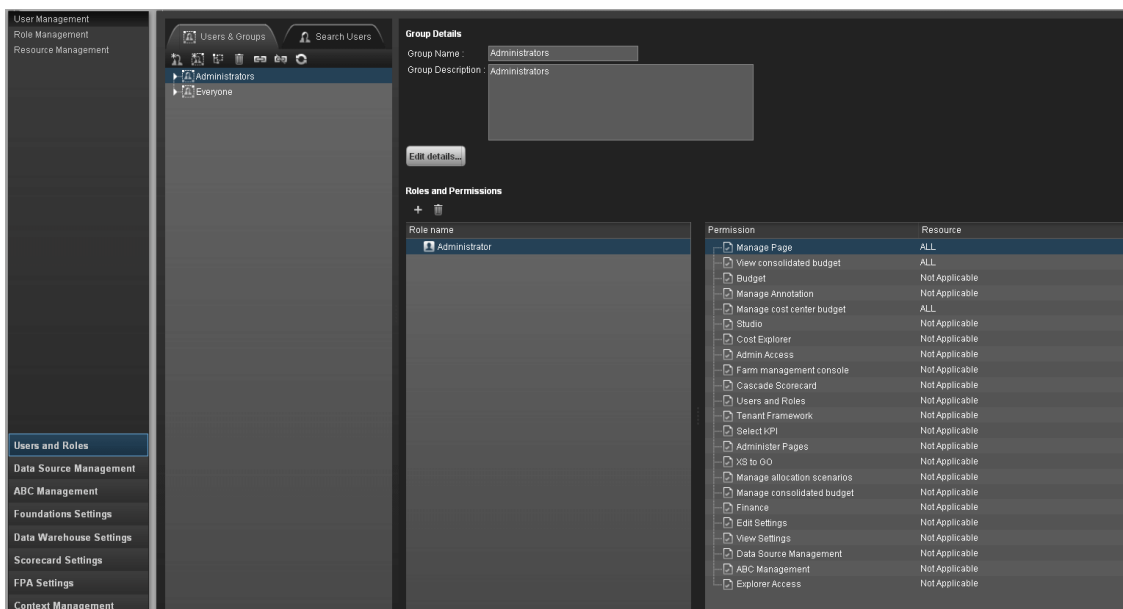 User Management
Role Management
Resource Management
Users and Roles
Data Source Management
ABC Management
Foundations Settings
Data Warehouse Settings
Scorecard Settings
FPA Settings
Context Management
Users & Groups
Search Users
Administrators
Everyone
Group Details
Group Name : Administrators
Group Description : Administrators
Edit details...
Roles and Permissions
Role name
Administrator
Permission Resource
Manage Page ALL
View consolidated budget ALL
Budget Not Applicable
Manage Annotation Not Applicable
Manage cost center budget ALL
Studio Not Applicable
Cost Explorer Not Applicable
Admin Access Not Applicable
Farm management console Not Applicable
Cascade Scorecard Not Applicable
Users and Roles Not Applicable
Tenant Framework Not Applicable
Select KPI Not Applicable
Administer Pages Not Applicable
XS to GO Not Applicable
Manage allocation scenarios Not Applicable
Manage consolidated budget Not Applicable
Finance Not Applicable
Edit Settings Not Applicable
View Settings Not Applicable
Data Source Management Not Applicable
ABC Management Not Applicable
Explorer Access Not Applicable